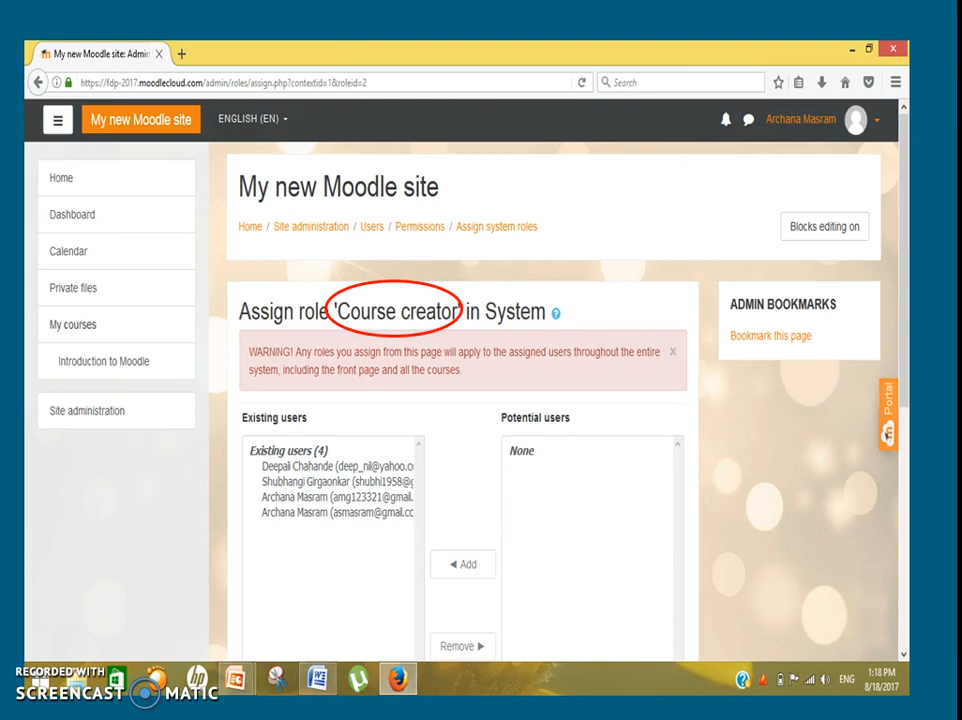 My new Moodle site: Admin
https://fdp-2017.moodlecloud.com/admin/roles/assign.php?contextid=1&roleid=2
Search
My new Moodle site
ENGLISH (EN)
Archana Masram
Home
Dashboard
Calendar
Private files
My courses
Introduction to Moodle
Site administration
My new Moodle site
Home / Site administration / Users / Permissions / Assign system roles
Blocks editing on
Assign role 'Course creator' in System
WARNING! Any roles you assign from this page will apply to the assigned users throughout the entire
system, including the front page and all the courses.
x
ADMIN BOOKMARKS
Bookmark this page
Portal
Existing users
Potential users
Existing users (4)
Deepali Chahande (deep_nil@yahoo.co
Shubhangi Girgaonkar (shubhi1958@g
Archana Masram (amg123321@gmail.
Archana Masram (asmasram@gmail.cc
None
◄ Add
Remove ►
RECORDED WITH
SCREENCAST MATIC
hp
ENG
1:18 PM
8/18/2017